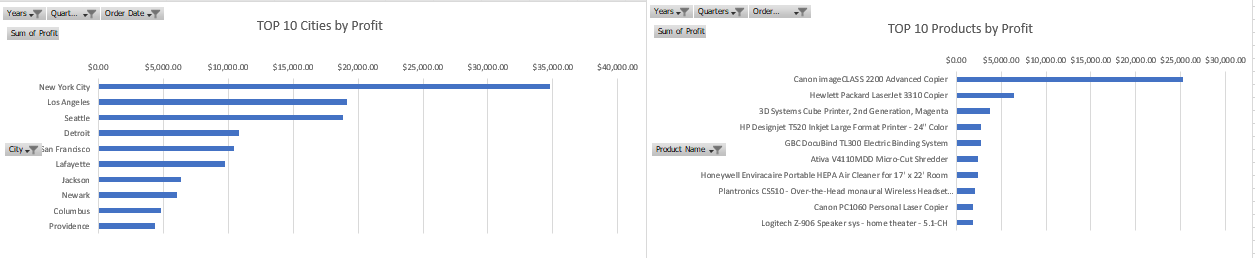 Years Quart... Order Date
TOP 10 Cities by Profit
Sum of Profit
$0.00 $5,000.00 $10,000.00 $15,000.00 $20,000.00 $25,000.00 $30,000.00 $35,000.00 $40,000.00
New York City
Los Angeles
Seattle
Detroit
City
San Francisco
Lafayette
Jackson
Newark
Columbus
Providence
Years Quarters Order...
TOP 10 Products by Profit
Sum of Profit
$0.00 $5,000.00 $10,000.00 $15,000.00 $20,000.00 $25,000.00 $30,000.00
Canon imageCLASS 2200 Advanced Copier
Hewlett Packard LaserJet 3310 Copier
3D Systems Cube Printer, 2nd Generation, Magenta
HP Designjet T520 Inkjet Large Format Printer - 24" Color
GBC DocuBind TL300 Electric Binding System
Product Name
Ativa V4110MDD Micro-Cut Shredder
Honeywell Enviracaire Portable HEPA Air Cleaner for 17' x 22' Room
Plantronics CS510 - Over-the-Head monaural Wireless Headset...
Canon PC1060 Personal Laser Copier
Logitech Z-906 Speaker sys - home theater - 5.1-CH